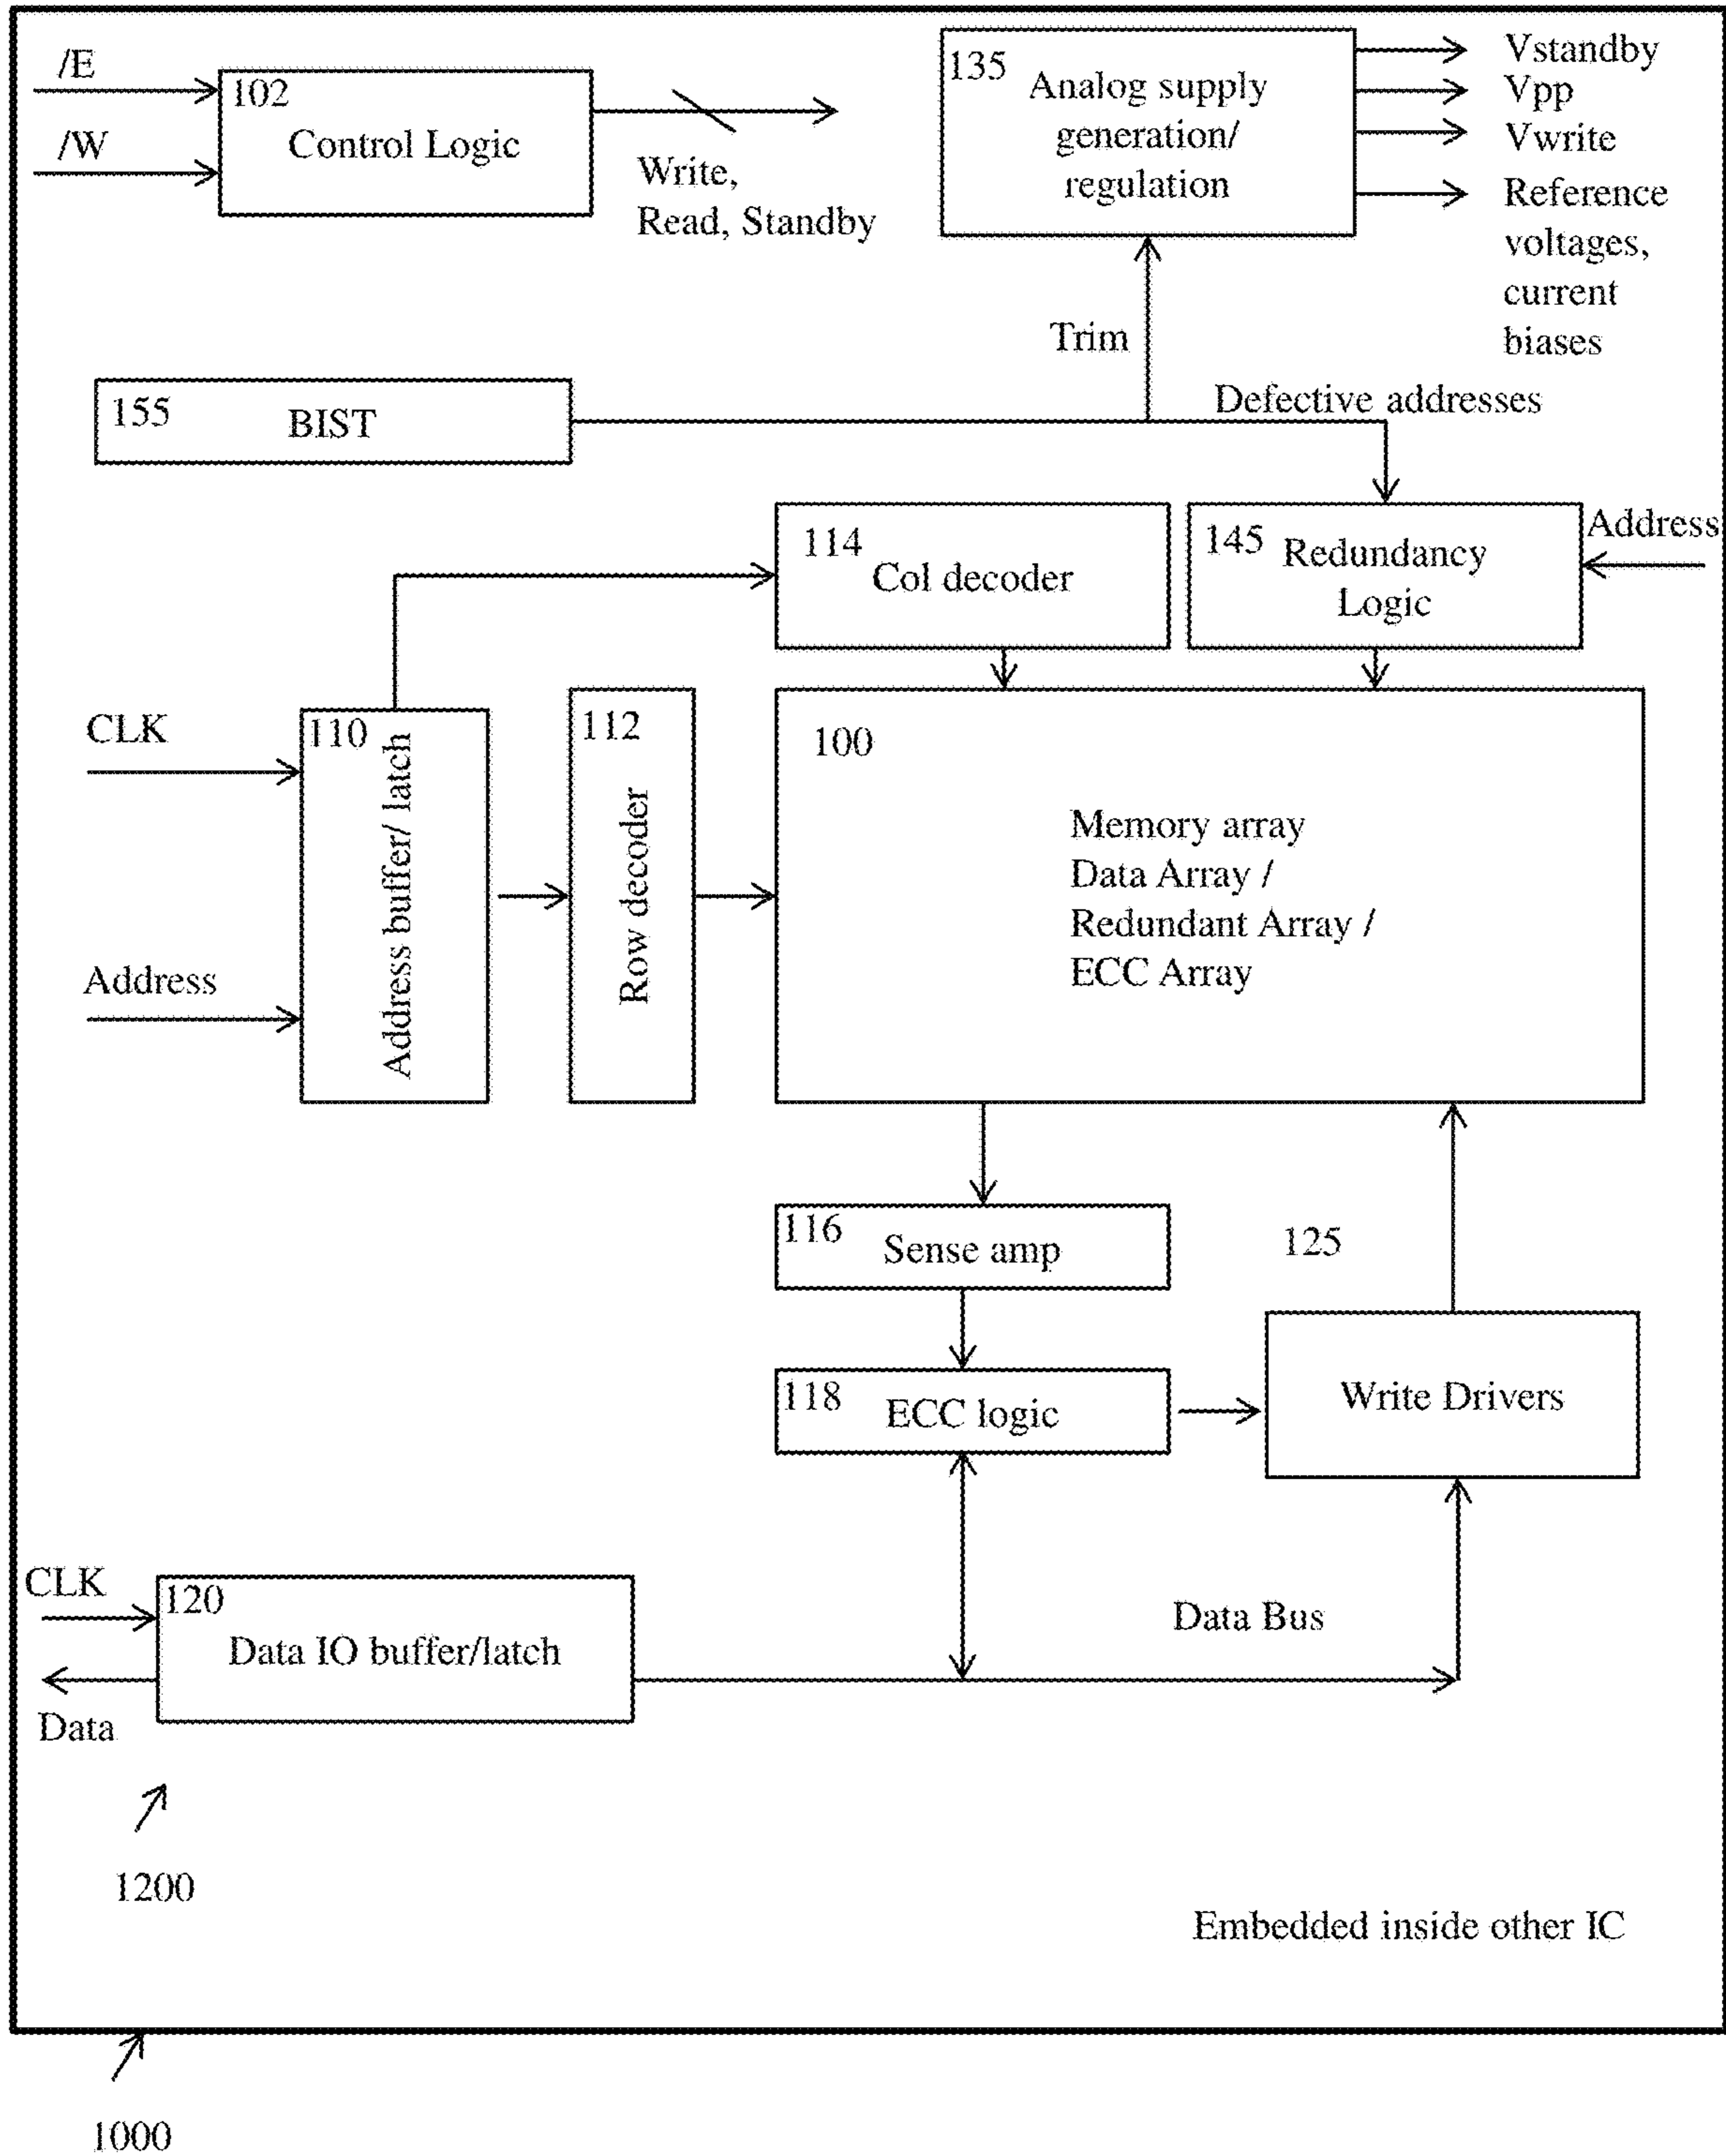 /E
/W
102
Control Logic
Write,
Read, Standby
135
Analog supply
generation/
regulation
Vstandby
Vpp
Vwrite
Reference
voltages,
current
biases
Trim
155
BIST
Defective addresses
114
Col decoder
145
Redundancy
Logic
Address
CLK
Address
110
Address buffer/ latch
112
Row decoder
100
Memory array
Data Array /
Redundant Array /
ECC Array
116
Sense amp
125
118
ECC logic
Write Drivers
CLK
120
Data IO buffer/latch
Data
Data Bus
1200
Embedded inside other IC
1000